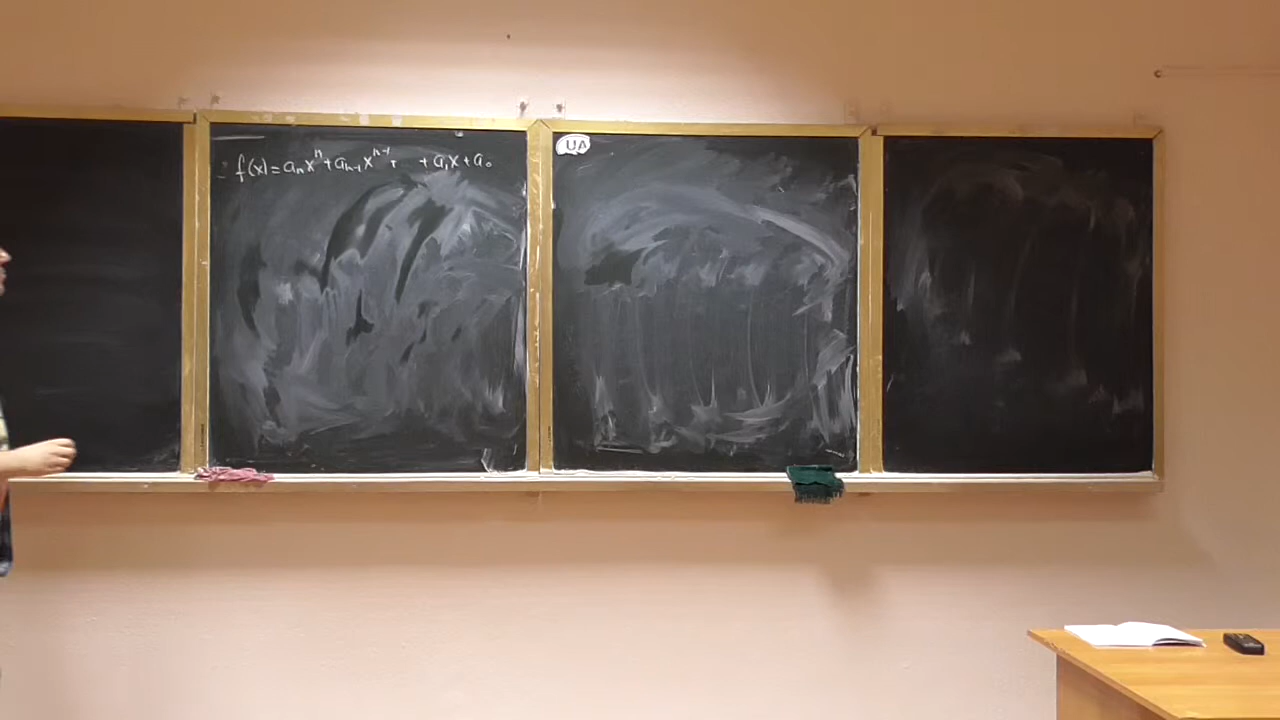 f(x) = aₙxⁿ + aₙ₋₁xⁿ⁻¹ + + a₁x + a₀
UA